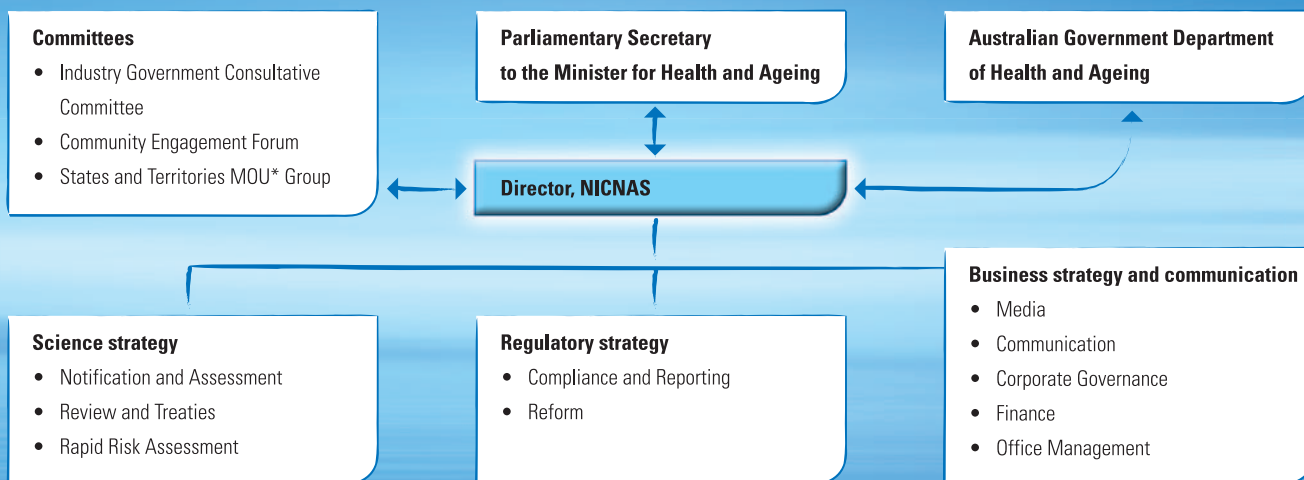 Committees
• Industry Government Consultative
Committee
• Community Engagement Forum
• States and Territories MOU* Group
Parliamentary Secretary
to the Minister for Health and Ageing
Australian Government Department
of Health and Ageing
Director, NICNAS
Science strategy
• Notification and Assessment
• Review and Treaties
• Rapid Risk Assessment
Regulatory strategy
• Compliance and Reporting
• Reform
Business strategy and communication
• Media
• Communication
• Corporate Governance
• Finance
• Office Management